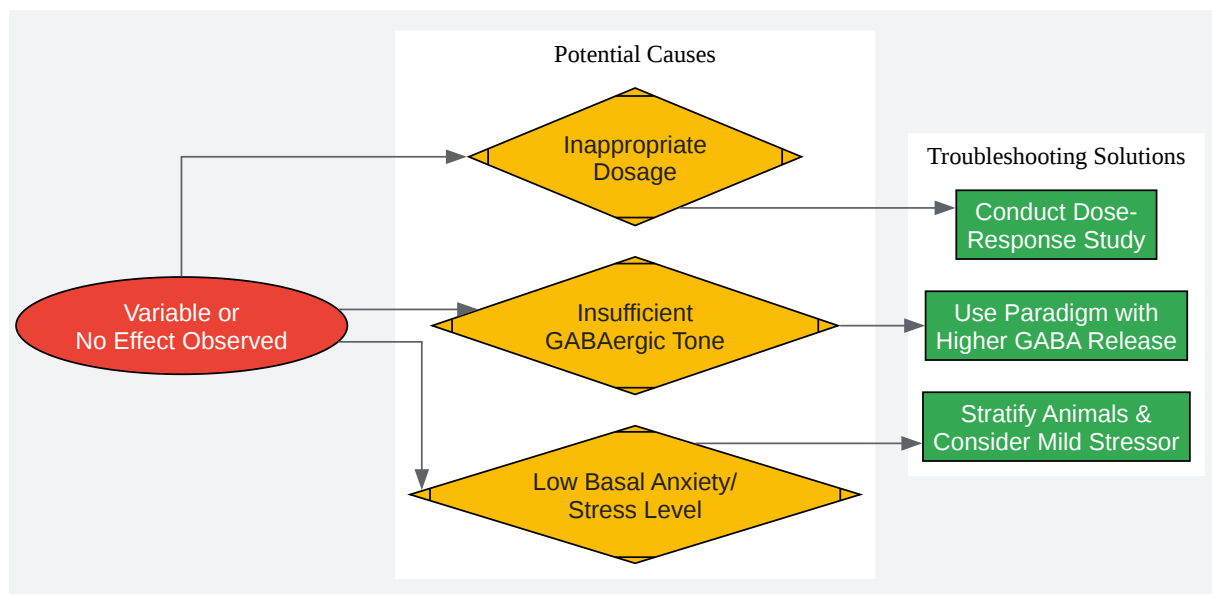 Potential Causes
Inappropriate
Dosage
Troubleshooting Solutions
Conduct Dose-
Response Study
Variable or
No Effect Observed
Insufficient
GABAergic Tone
Use Paradigm with
Higher GABA Release
Stratify Animals &
Consider Mild Stressor
Low Basal Anxiety/
Stress Level